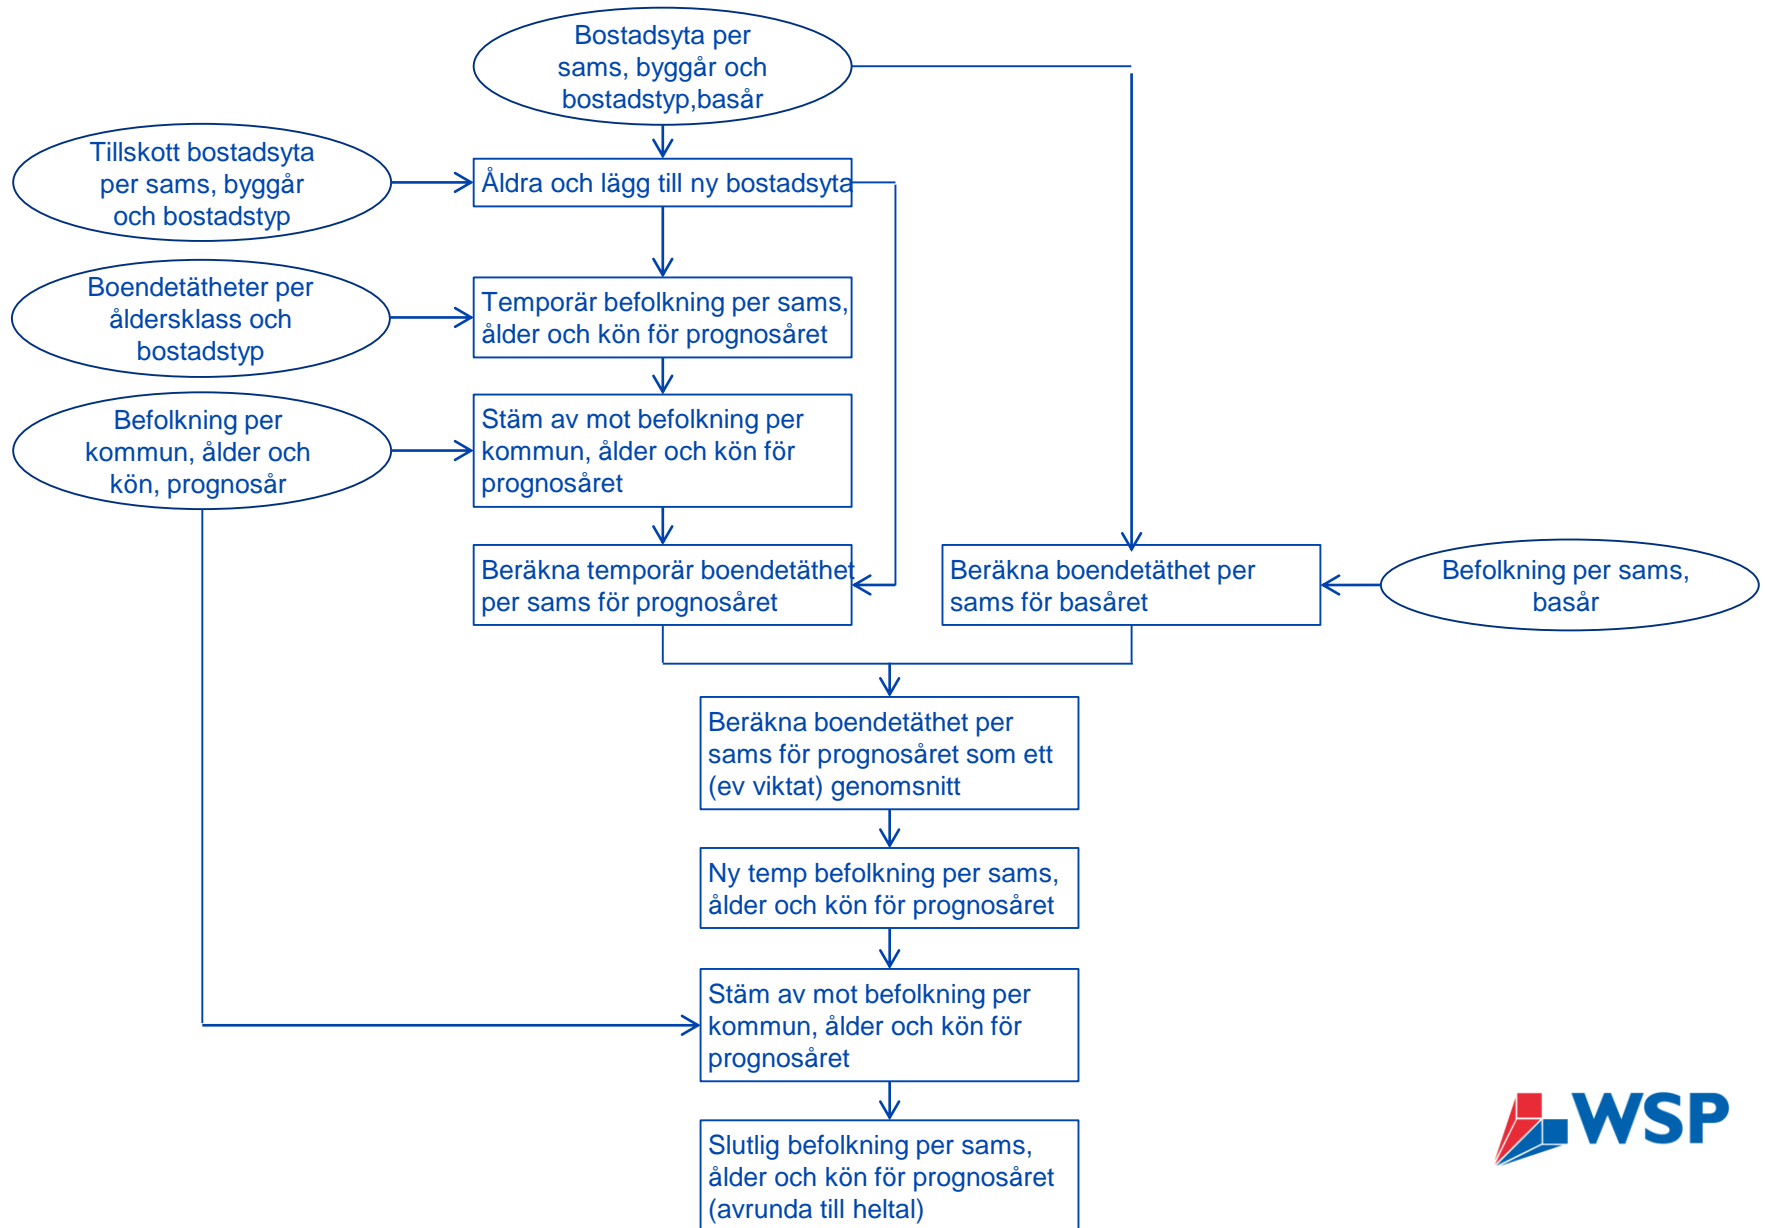 Bostadsyta per
sams, byggår och
bostadstyp,basår
Tillskott bostadsyta
per sams, byggår
och bostadstyp
Åldra och lägg till ny bostadsyta
Boendetätheter per
åldersklass och
bostadstyp
Temporär befolkning per sams,
ålder och kön för prognosåret
Befolkning per
kommun, ålder och
kön, prognosår
Stäm av mot befolkning per
kommun, ålder och kön för
prognosåret
Beräkna temporär boendetäthet
per sams för prognosåret
Beräkna boendetäthet per
sams för basåret
Befolkning per sams,
basår
Beräkna boendetäthet per
sams för prognosåret som ett
(ev viktat) genomsnitt
Ny temp befolkning per sams,
ålder och kön för prognosåret
Stäm av mot befolkning per
kommun, ålder och kön för
prognosåret
Slutlig befolkning per sams,
ålder och kön för prognosåret
(avrunda till heltal)
WSP